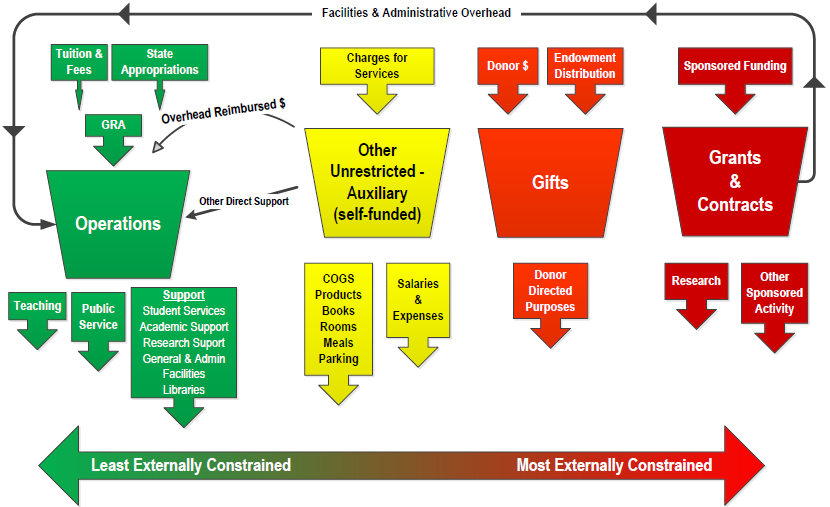 Facilities & Administrative Overhead
Tuition &
Fees
State
Appropriations
Charges for
Services
Donor $
Endowment
Distribution
Sponsored Funding
GRA
Overhead Reimbursed $
Other Direct Support
Operations
Other
Unrestricted -
Auxiliary
(self-funded)
Gifts
Grants
&
Contracts
Teaching
Public
Service
Support
Student Services
Academic Support
Research Suport
General & Admin
Facilities
Libraries
COGS
Products
Books
Rooms
Meals
Parking
Salaries
&
Expenses
Donor
Directed
Purposes
Research
Other
Sponsored
Activity
Least Externally Constrained
Most Externally Constrained